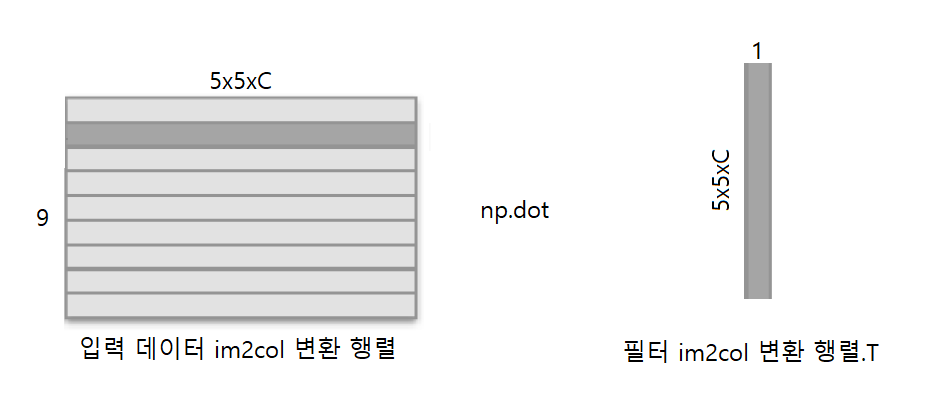 5x5xC
9
입력 데이터 im2col 변환 행렬
np.dot
1
5x5xC
필터 im2col 변환 행렬.T